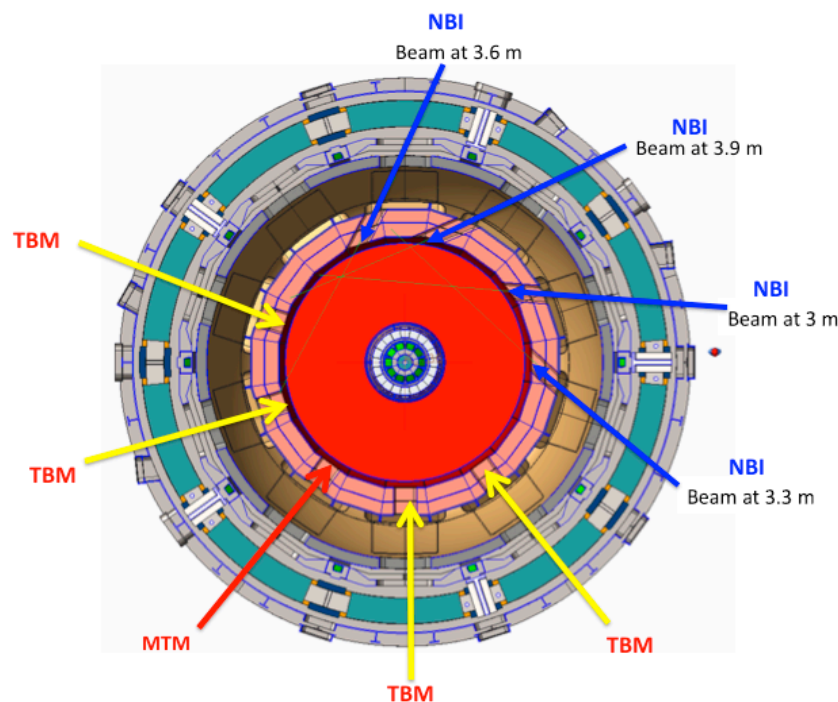 NBI
Beam at 3.6 m
NBI
Beam at 3.9 m
TBM
NBI
Beam at 3 m
TBM
NBI
Beam at 3.3 m
MTM
TBM
TBM